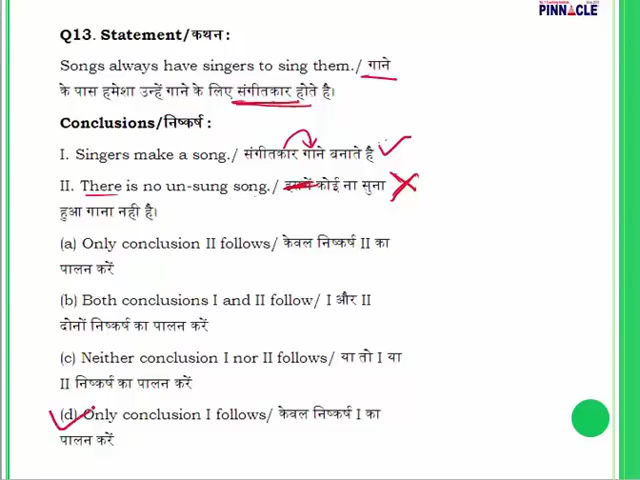 PINNACLE
Q13. Statement/कथन :
Songs always have singers to sing them./ गाने
के पास हमेशा उन्हें गाने के लिए संगीतकार होते है।
Conclusions/निष्कर्ष :
I. Singers make a song./ संगीतकार गाने बनाते है
II. There is no un-sung song./ कोई ना सुना
हुआ गाना नही है।
(a) Only conclusion II follows/ केवल निष्कर्ष II का
पालन करें
(b) Both conclusions I and II follow/ I और II
दोनों निष्कर्ष का पालन करें
(c) Neither conclusion I nor II follows/ या तो I या
II निष्कर्ष का पालन करें
(d) Only conclusion I follows/ केवल निष्कर्ष I का
पालन करें